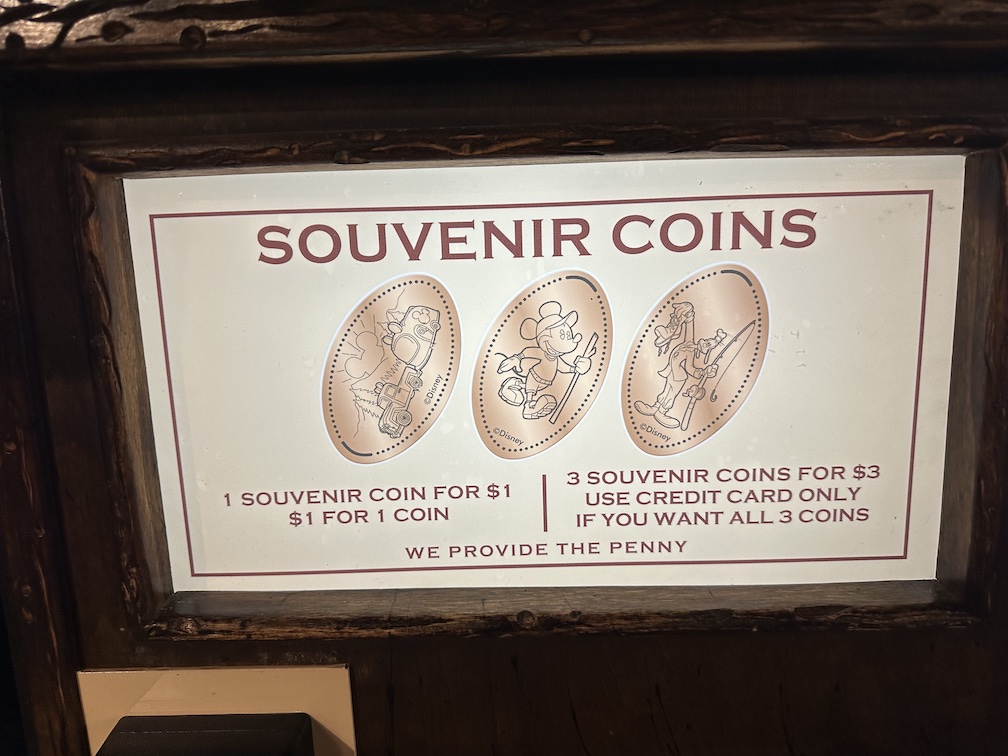 SOUVENIR COINS
©Disney
©Disney
©Disney
1 SOUVENIR COIN FOR $1
$1 FOR 1 COIN
3 SOUVENIR COINS FOR $3
USE CREDIT CARD ONLY
IF YOU WANT ALL 3 COINS
WE PROVIDE THE PENNY